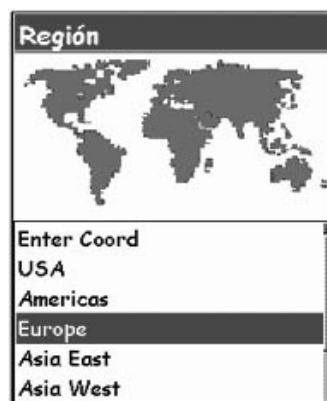 Región
Enter Coord
USA
Americas
Europe
Asia East
Asia West